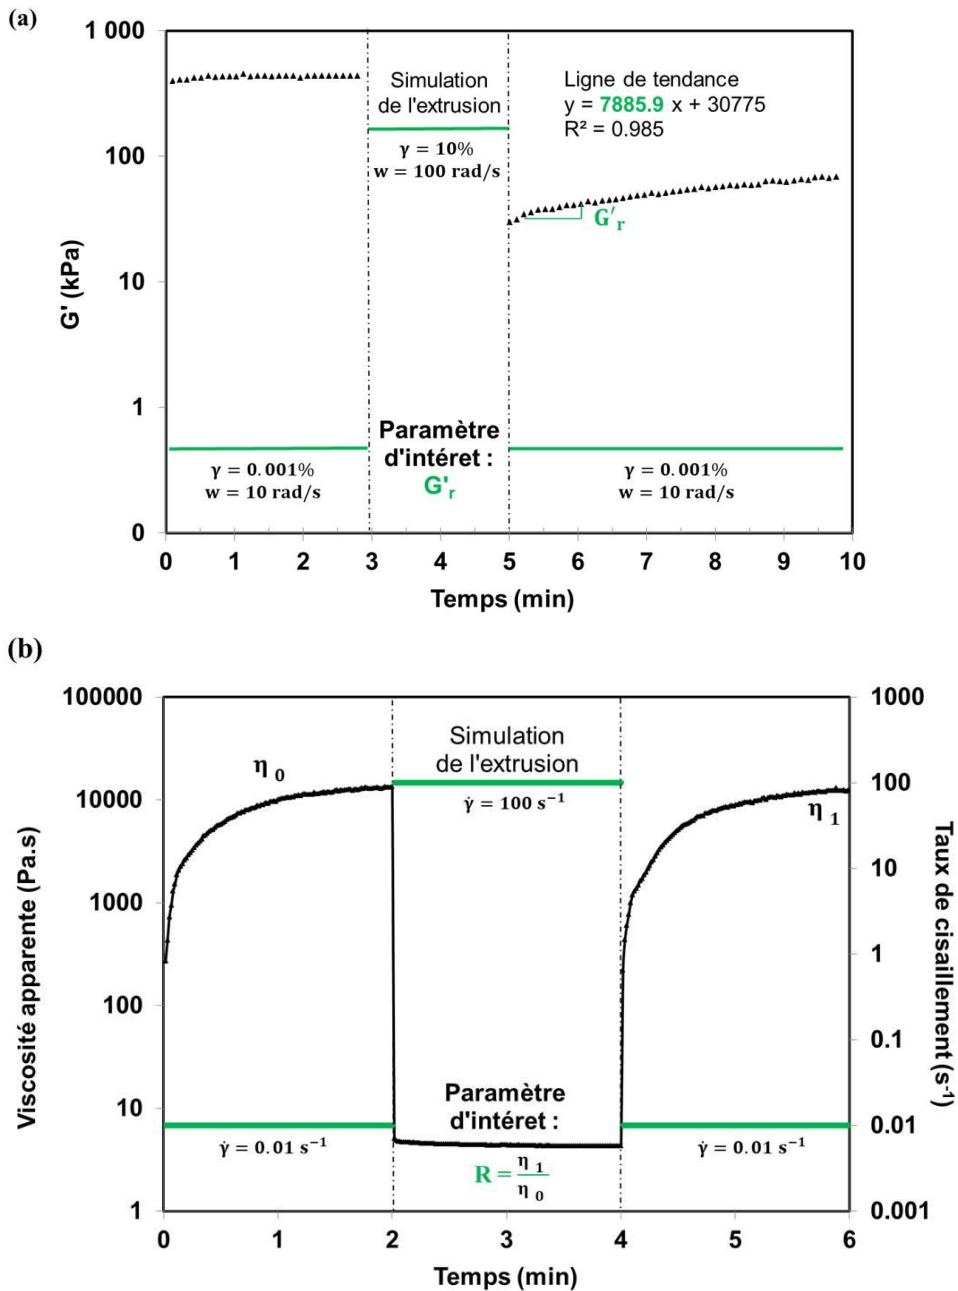 (a)
1 000
100
10
1
0
G' (kPa)
Simulation
de l'extrusion
γ = 10%
w = 100 rad/s
Ligne de tendance
y = 7885.9 x + 30775
R² = 0.985
G′r
Paramètre
d'intéret :
G'r
γ = 0.001%
w = 10 rad/s
γ = 0.001%
w = 10 rad/s
0 1 2 3 4 5 6 7 8 9 10
Temps (min)
(b)
100000
10000
1000
100
10
1
Viscosité apparente (Pa.s)
η 0
Simulation
de l'extrusion
γ̇ = 100 s⁻¹
η 1
Paramètre
d'intéret :
R = η 1 / η 0
γ̇ = 0.01 s⁻¹
γ̇ = 0.01 s⁻¹
1000
100
10
1
0.1
0.01
0.001
Taux de cisaillement (s-1)
0 1 2 3 4 5 6
Temps (min)